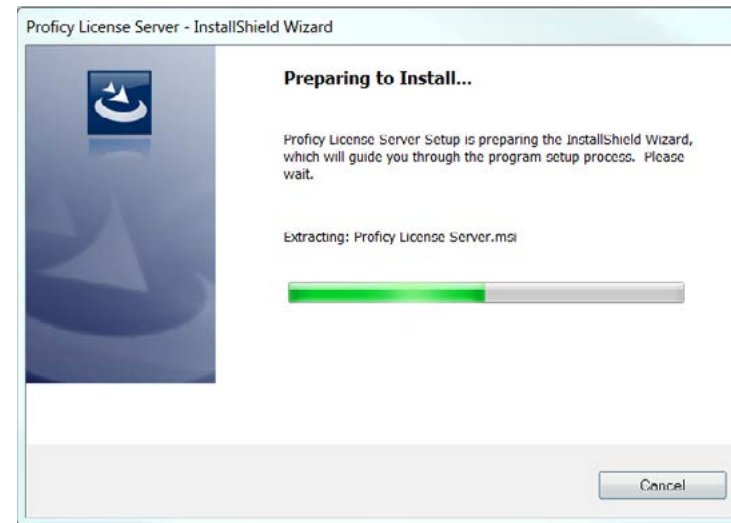 Proficy License Server - InstallShield Wizard
Preparing to Install...
Proficy License Server Setup is preparing the InstallShield Wizard,
which will guide you through the program setup process. Please
wait.
Extracting: Proficy License Server.msi
Cancel